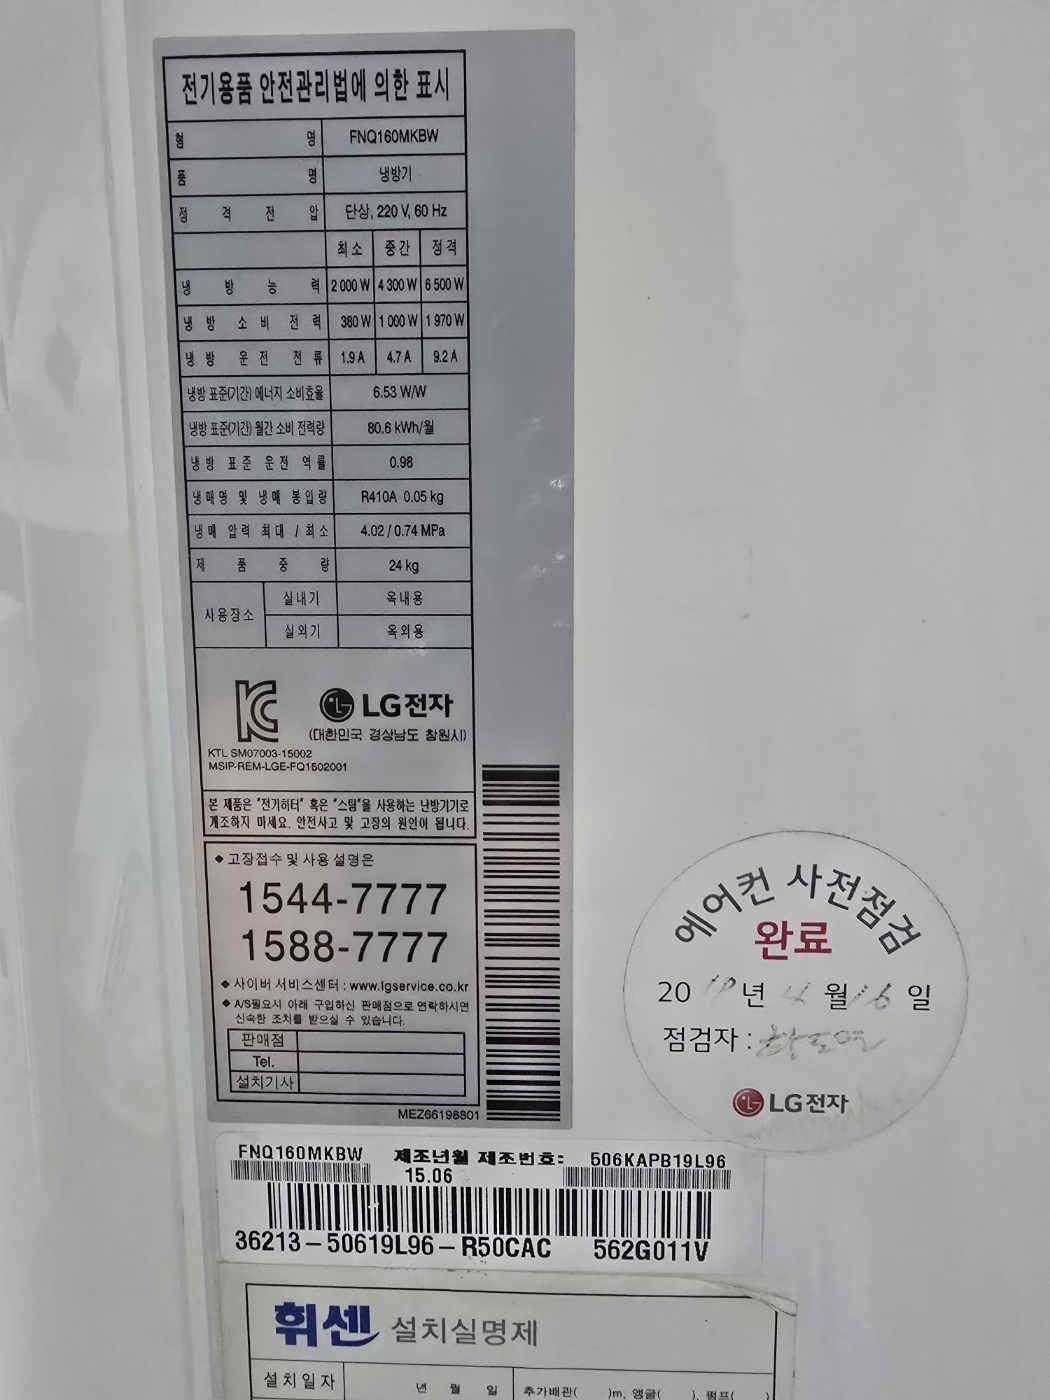 전기용품 안전관리법에 의한 표시
형 명 FNQ160MKBW
품 명 냉방기
정 격 전 압 단상, 220 V, 60 Hz
최소 중간 정격
냉 방 능 력 2 000 W 4 300 W 6 500 W
냉 방 소 비 전 력 380 W 1 000 W 1 970 W
냉 방 운 전 전 류 1.9 A 4.7 A 9.2 A
냉방 표준(기간) 에너지 소비효율 6.53 W/W
냉방 표준(기간) 월간 소비 전력량 80.6 kWh/월
냉 방 표 준 운 전 역 률 0.98
냉 매 명 및 냉 매 봉 입 량 R410A 0.05 kg
냉 매 압 력 최 대 / 최 소 4.02 / 0.74 MPa
제 품 중 량 24 kg
사용장소 실내기 옥내용
실외기 옥외용
LG전자
(대한민국 경상남도 창원시)
KTL SM07003-15002
MSIP-REM-LGE-FQ1502001
본 제품은 "전기히터" 혹은 "스팀"을 사용하는 난방기기로
개조하지 마세요. 안전사고 및 고장의 원인이 됩니다.
◆ 고장접수 및 사용 설명은
1544-7777
1588-7777
◆ 사이버 서비스센터 : www.lgservice.co.kr
◆ A/S필요시 아래 구입하신 판매점으로 연락하시면
신속한 조치를 받으실 수 있습니다.
판매점
Tel.
설치기사
MEZ66198801
에어컨 사전점검
완료
20 년 4 월 16 일
점검자 :
LG전자
FNQ160MKBW 제조년월 제조번호: 506KAPB19L96
15.06
36213-50619L96-R50CAC 562G011V
휘센 설치실명제
설치일자 년 월 일 추가배관( )m, 앵글( ), 펌프( )